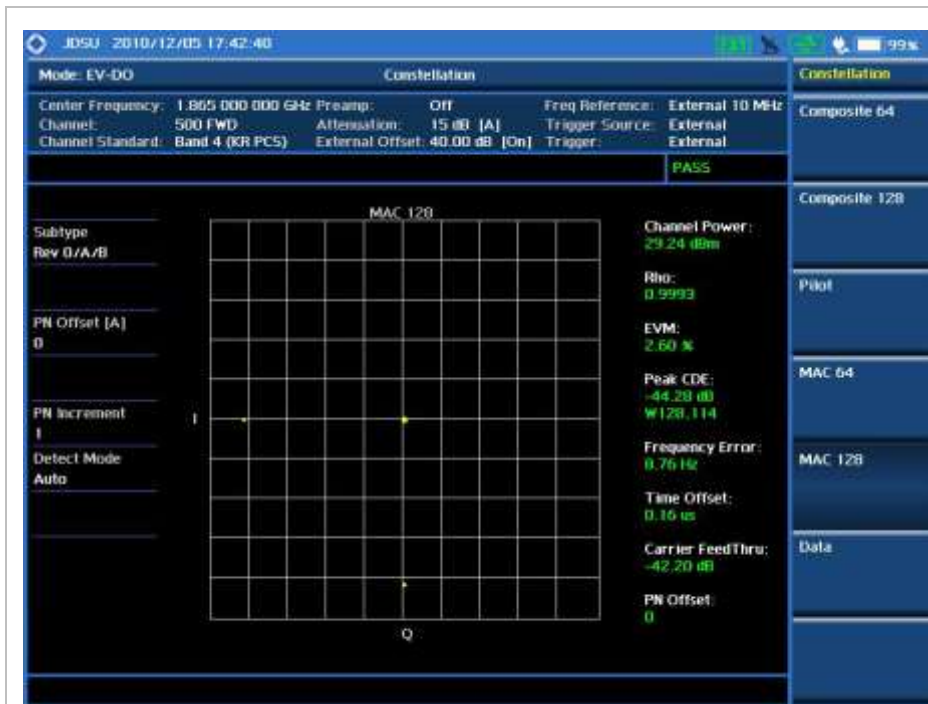 JDSU 2010/12/05 17:42:40
99%
Mode: EV-DO
Constellation
Constellation
Center Frequency: 1.865 000 000 GHz
Preamp: Off
Freq Reference: External 10 MHz
Channel: 500 FWD
Attenuation: 15 dB [A]
Trigger Source: External
Channel Standard: Band 4 (KR PCS)
External Offset: 40.00 dB [On]
Trigger: External
PASS
MAC 128
Subtype
Rev 0/A/B
PN Offset [A]
0
PN Increment
1
Detect Mode
Auto
I
Q
Channel Power:
29.24 dBm
Rho:
0.9993
EVM:
2.60 %
Peak CDE:
-44.28 dB
W128,114
Frequency Error:
0.76 Hz
Time Offset:
0.16 us
Carrier FeedThru:
-42.20 dB
PN Offset:
0
Composite 64
Composite 128
Pilot
MAC 64
MAC 128
Data